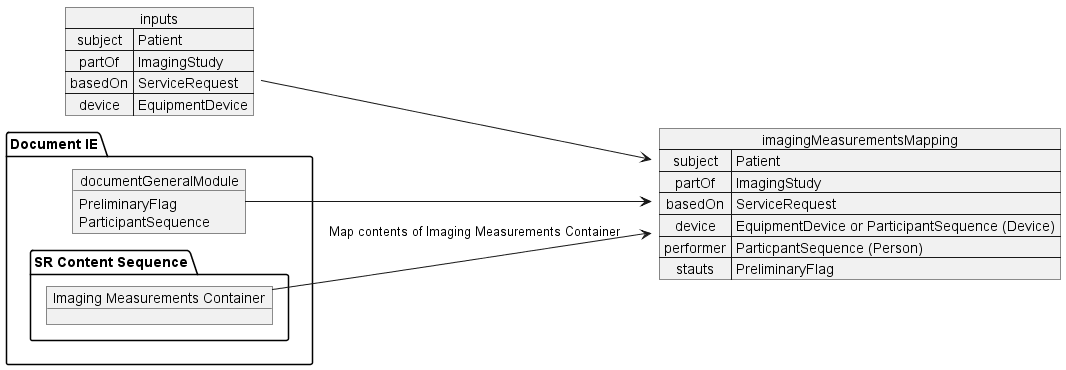 inputs
subject Patient
partOf ImagingStudy
basedOn ServiceRequest
device EquipmentDevice
Document IE
documentGeneralModule
PreliminaryFlag
ParticipantSequence
SR Content Sequence
Imaging Measurements Container
Map contents of Imaging Measurements Container
imagingMeasurementsMapping
subject Patient
partOf ImagingStudy
basedOn ServiceRequest
device EquipmentDevice or ParticipantSequence (Device)
performer ParticpantSequence (Person)
stauts PreliminaryFlag